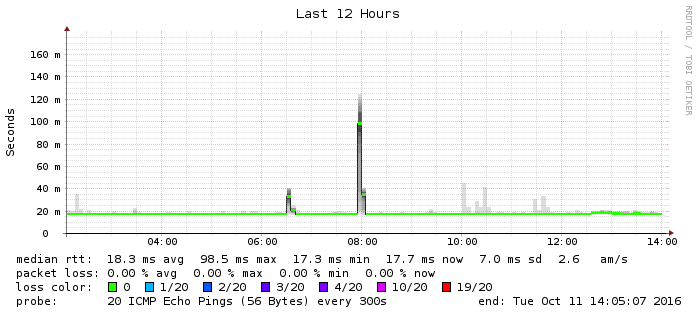 Last 12 Hours
RRDTOOL / TOBI OETIKER
Seconds
160 m
140 m
120 m
100 m
80 m
60 m
40 m
20 m
0
04:00 06:00 08:00 10:00 12:00 14:00
median rtt: 18.3 ms avg 98.5 ms max 17.3 ms min 17.7 ms now 7.0 ms sd 2.6 am/s
packet loss: 0.00 % avg 0.00 % max 0.00 % min 0.00 % now
loss color: 0 1/20 2/20 3/20 4/20 10/20 19/20
probe: 20 ICMP Echo Pings (56 Bytes) every 300s end: Tue Oct 11 14:05:07 2016